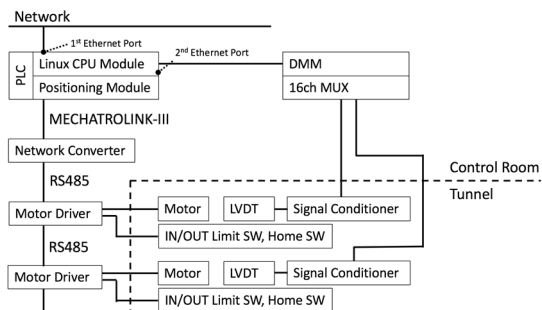 Network
1st Ethernet Port
2nd Ethernet Port
PLC
Linux CPU Module
Positioning Module
DMM
16ch MUX
MECHATROLINK-III
Network Converter
Control Room
Tunnel
RS485
Motor Driver
Motor
LVDT
Signal Conditioner
IN/OUT Limit SW, Home SW
RS485
Motor Driver
Motor
LVDT
Signal Conditioner
IN/OUT Limit SW, Home SW